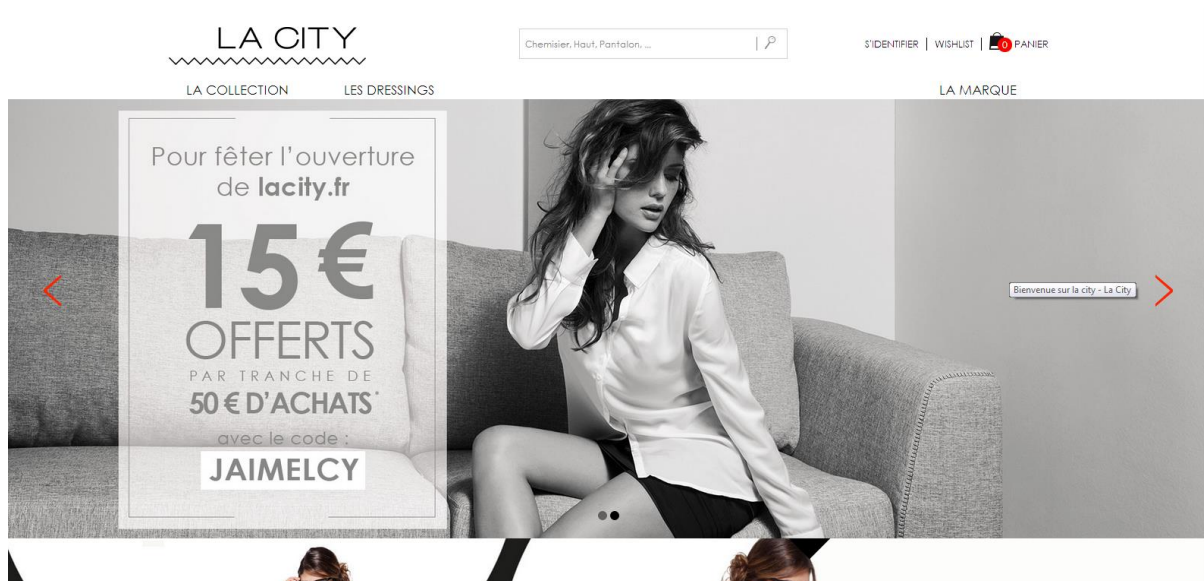 LA CITY
Chemisier, Haut, Pantalon, ...
S'IDENTIFIER | WISHLIST | 0 PANIER
LA COLLECTION LES DRESSINGS LA MARQUE
Pour fêter l'ouverture
de lacity.fr
15 €
OFFERTS
PAR TRANCHE DE
50 € D'ACHATS*
avec le code :
JAIMELCY
Bienvenue sur la city - La City